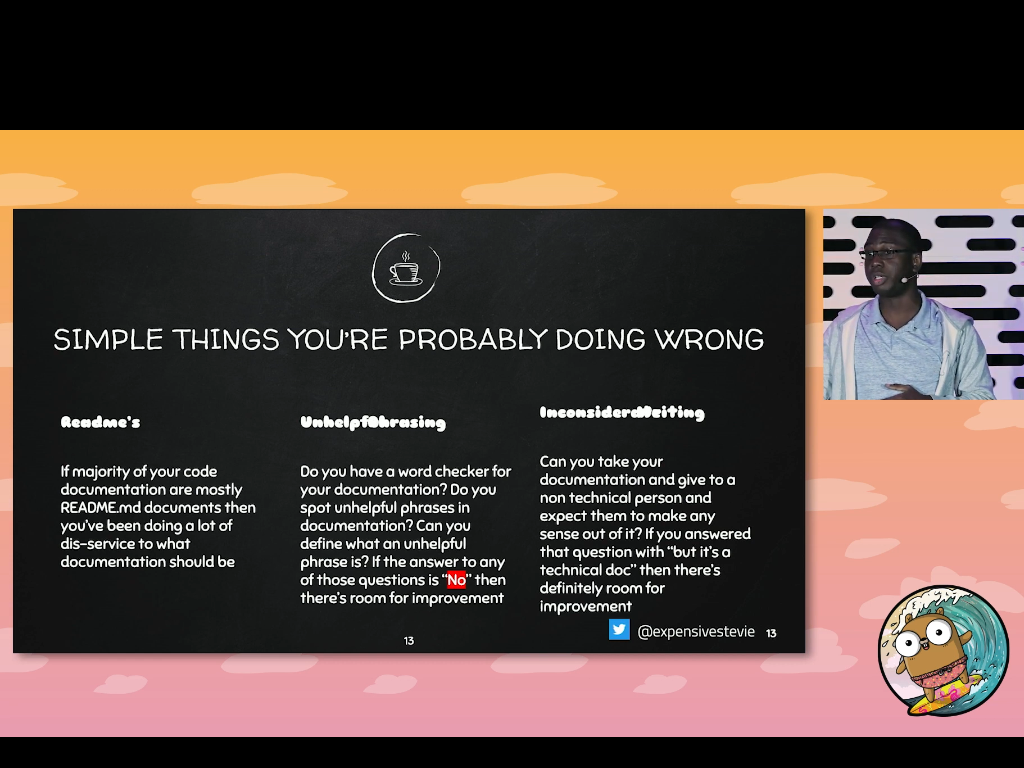 SIMPLE THINGS YOU'RE PROBABLY DOING WRONG
Readme's
If majority of your code
documentation are mostly
README.md documents then
you've been doing a lot of
dis-service to what
documentation should be
Unhelpful Phrasing
Do you have a word checker for
your documentation? Do you
spot unhelpful phrases in
documentation? Can you
define what an unhelpful
phrase is? If the answer to any
of those questions is “No” then
there's room for improvement
Inconsiderate Writing
Can you take your
documentation and give to a
non technical person and
expect them to make any
sense out of it? If you answered
that question with “but it's a
technical doc” then there's
definitely room for
improvement
@expensivestevie 13
13